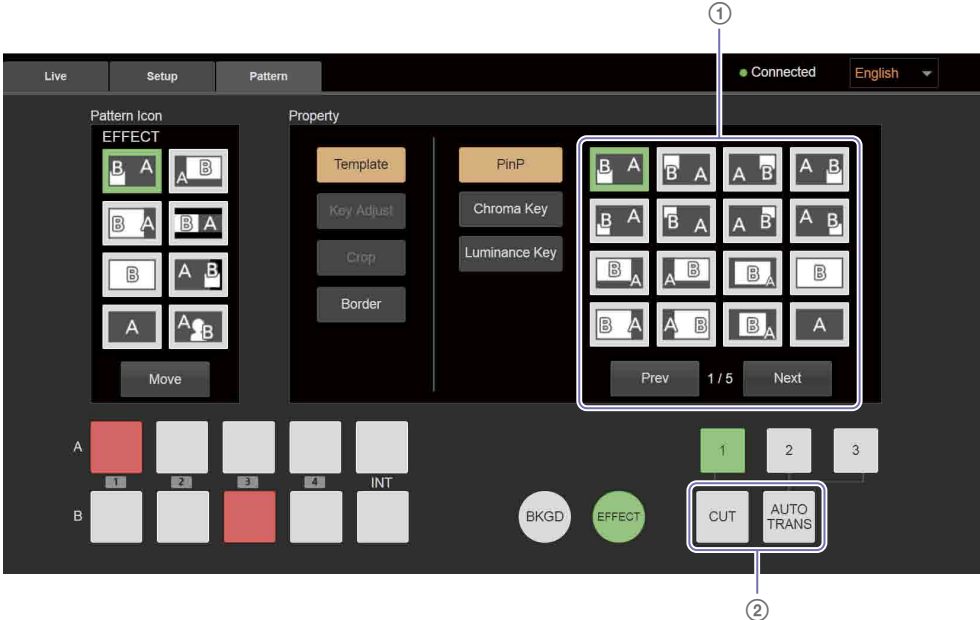 ①
Live Setup Pattern Connected English
Pattern Icon Property
EFFECT
B A A B Template PinP B A B A A B A B
B A B A Key Adjust Chroma Key B A B A A B A B
B A B Crop Luminance Key B A A B B A B
A A B Border B A A B B A A
Move Prev 1 / 5 Next
A 1 2 3
1 2 3 4 INT
B BKGD EFFECT CUT AUTO
TRANS
②